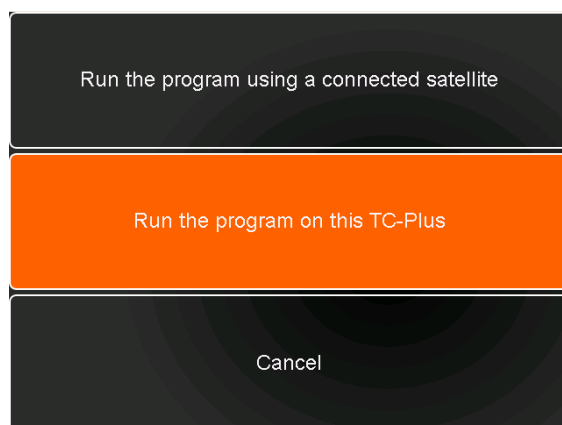 Run the program using a connected satellite
Run the program on this TC-Plus
Cancel